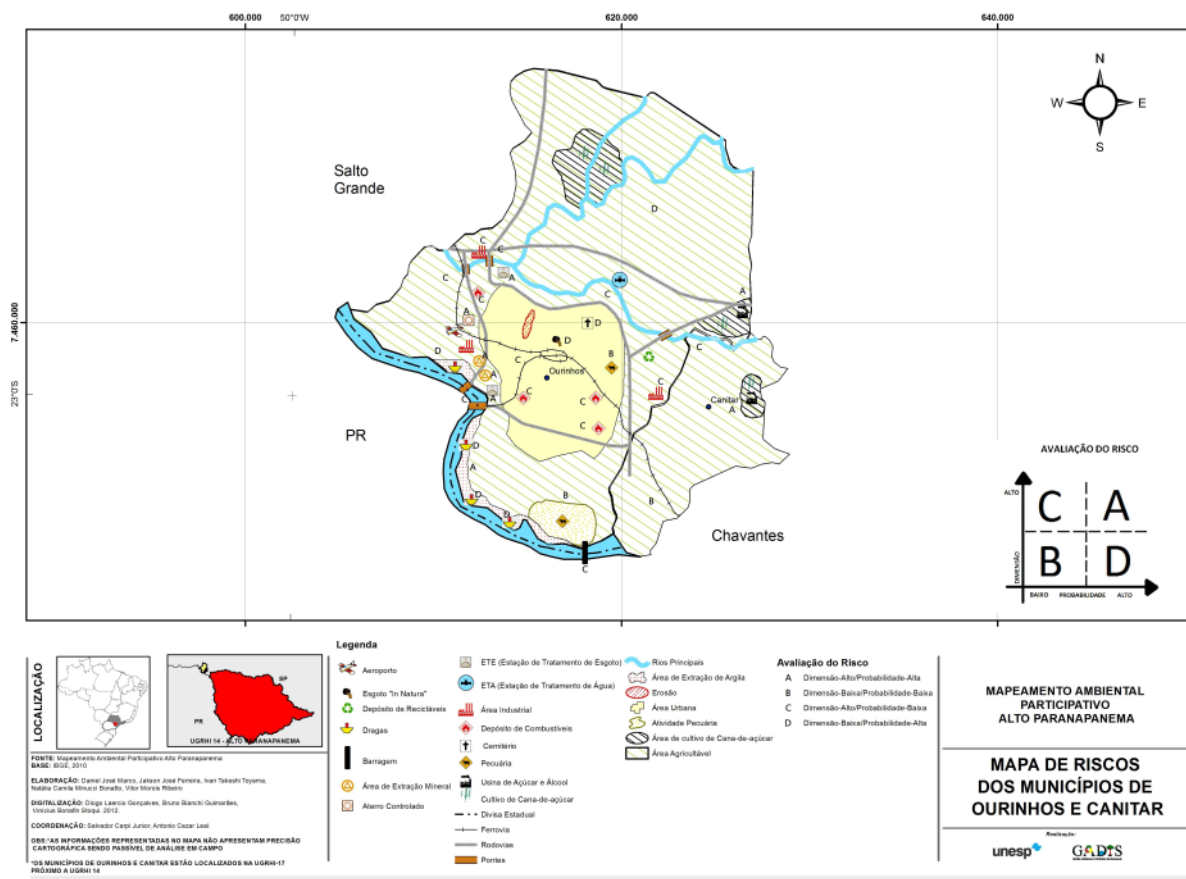 600.000
50°0'W
620.000
640.000
N
W
E
S
Salto
Grande
D
C
C
A
C
C
C
A
7.460.000
A
D
D
B
C
C
D
A
A
C
C
C
C
C
Ourinhos
Canitar
A
23°0'S
C
A
PR
D
A
D
D
B
B
C
Chavantes
AVALIAÇÃO DO RISCO
ALTO
C
A
B
D
DIMENSÃO
BAIXO PROBABILIDADE ALTO
LOCALIZAÇÃO
SP
PR
UGRHI 14 - ALTO PARANAPANEMA
FONTE: Mapeamento Ambiental Participativo Alto Paranapanema
BASE: IBGE, 2010
ELABORAÇÃO: Daniel José Marco, Jakson José Ferreira, Ivan Takeshi Toyama,
Natália Camila Minucci Bonatto, Vitor Morois Ribeiro
DIGITALIZAÇÃO: Diogo Laercio Gonçalves, Bruno Bianchi Guimarães,
Vinicius Bonafin Stoqui. 2012.
COORDENAÇÃO: Salvador Carpi Junior, Antonio Cezar Leal.
OBS:"AS INFORMAÇÕES REPRESENTADAS NO MAPA NÃO APRESENTAM PRECISÃO
CARTOGRÁFICA SENDO PASSÍVEL DE ANÁLISE EM CAMPO
*OS MUNICÍPIOS DE OURINHOS E CANITAR ESTÃO LOCALIZADOS NA UGRHI-17
PRÓXIMO A UGRHI 14
Legenda
Aeroporto
Esgoto "In Natura"
Depósito de Recicláveis
Dragas
Barragem
Área de Extração Mineral
Aterro Controlado
Divisa Estadual
Ferrovia
Rodovias
Pontes
ETE (Estação de Tratamento de Esgoto)
ETA (Estação de Tratamento de Água)
Área Industrial
Depósito de Combustíveis
Cemitério
Pecuária
Usina de Açúcar e Álcool
Cultivo de Cana-de-açúcar
Rios Principais
Área de Extração de Argila
Erosão
Área Urbana
Atividade Pecuária
Área de cultivo de Cana-de-açúcar
Área Agricultável
Avaliação do Risco
A Dimensão-Alto/Probabilidade-Alta
B Dimensão-Baixa/Probabilidade-Baixa
C Dimensão-Alto/Probabilidade-Baixa
D Dimensão-Baixa/Probabilidade-Alta
MAPEAMENTO AMBIENTAL
PARTICIPATIVO
ALTO PARANAPANEMA
MAPA DE RISCOS
DOS MUNICÍPIOS DE
OURINHOS E CANITAR
Realização:
unesp
GADIS